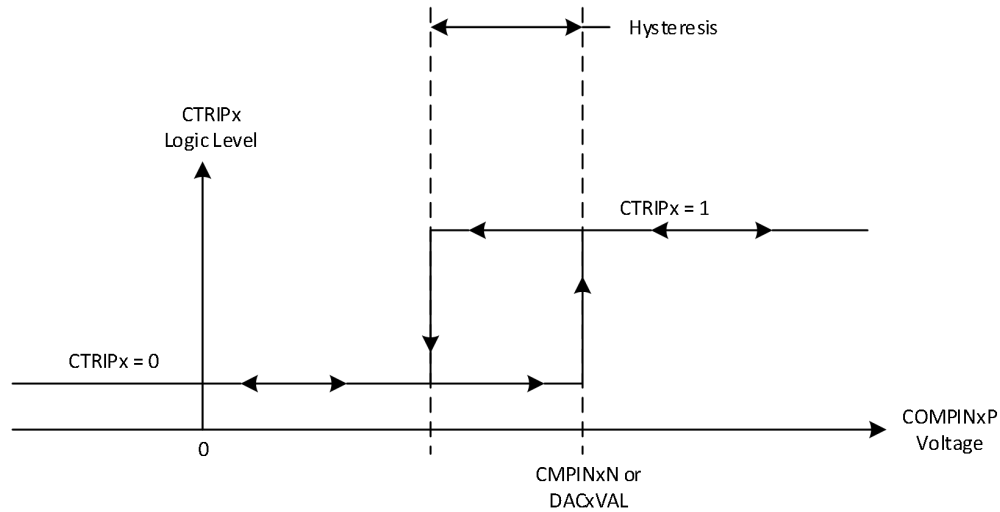 Hysteresis
CTRIPx
Logic Level
CTRIPx = 1
CTRIPx = 0
COMPINxP
Voltage
0
CMPINxN or
DACxVAL